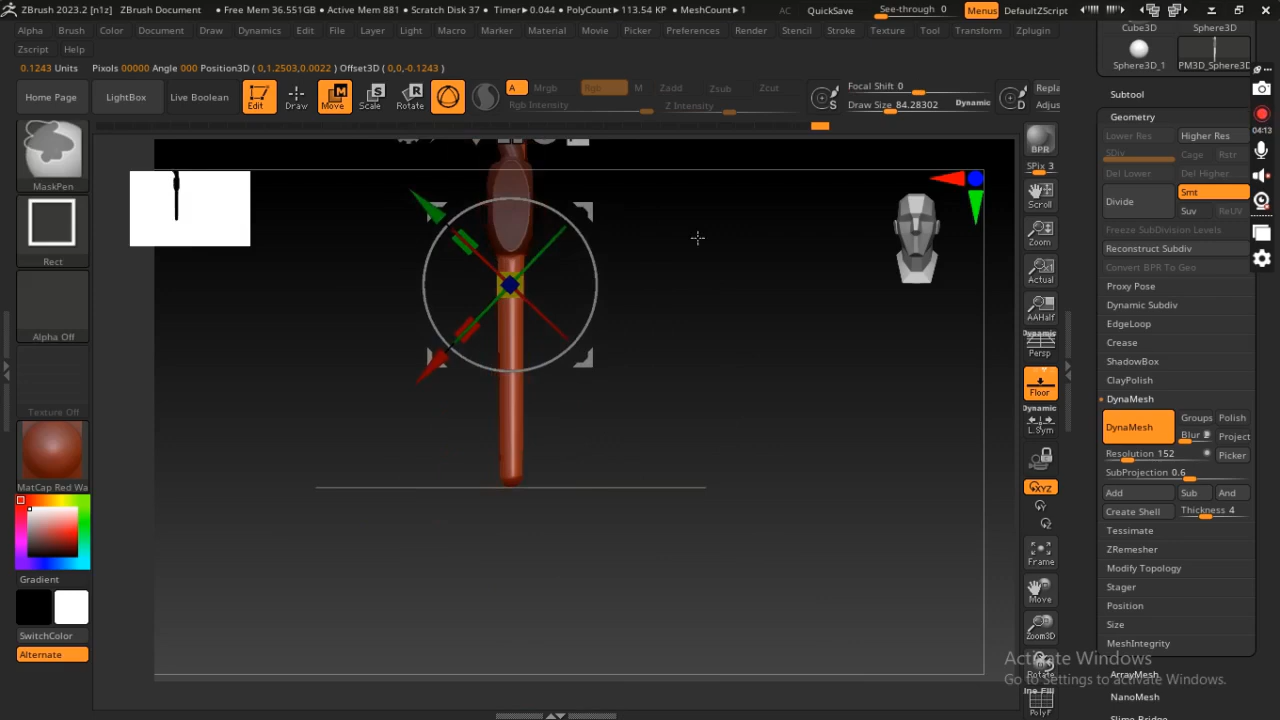 ZBrush 2023.2 [n1z] ZBrush Document • Free Mem 36.551GB • Active Mem 881 • Scratch Disk 37 • Timer▸0.044 • PolyCount▸113.54 KP • MeshCount▸1 AC QuickSave See-through 0 Menus DefaultZScript
Alpha Brush Color Document Draw Dynamics Edit File Layer Light Macro Marker Material Movie Picker Preferences Render Stencil Stroke Texture Tool Transform Zplugin
Zscript Help
0.1243 Units Pixols 00000 Angle 000 Position3D ( 0,1.2503,0.0022 ) Offset3D ( 0,0,-0.1243 )
Home Page LightBox Live Boolean Edit Draw Move Scale Rotate A Mrgb Rgb M Zadd Zsub Zcut
Rgb Intensity Z Intensity
Focal Shift 0
Draw Size 84.28302 Dynamic
Repla
Adjus
MaskPen
Rect
Alpha Off
Texture Off
MatCap Red Wa
Gradient
SwitchColor
Alternate
BPR
SPix 3
Scroll
Zoom
Actual
AAHalf
Dynamic
Persp
Floor
Dynamic
L.Sym
XYZ
Frame
Move
Zoom3D
Rotate
Line Fill
PolyF
Cube3D Sphere3D
Sphere3D_1 PM3D_Sphere3D
Subtool
Geometry
Lower Res Higher Res
SDiv Cage Rstr
Del Lower Del Higher
Divide Smt
Suv ReUV
Freeze SubDivision Levels
Reconstruct Subdiv
Convert BPR To Geo
Proxy Pose
Dynamic Subdiv
EdgeLoop
Crease
ShadowBox
ClayPolish
DynaMesh
DynaMesh Groups Polish
Blur 2 Project
Resolution 152 Picker
SubProjection 0.6
Add Sub And
Create Shell Thickness 4
Tessimate
ZRemesher
Modify Topology
Stager
Position
Size
MeshIntegrity
ArrayMesh
NanoMesh
04:13
Activate Windows
Go to Settings to activate Windows.